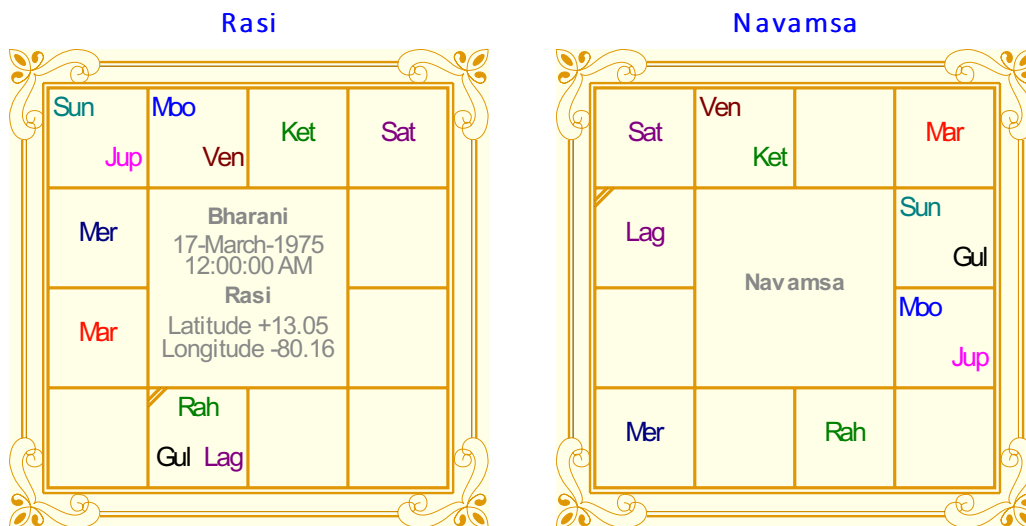 Rasi
Sun
Jup
Moo
Ven
Ket
Sat
Mer
Bharani
17-March-1975
12:00:00 AM
Rasi
Latitude +13.05
Longitude -80.16
Mar
Rah
Gul Lag
Navamsa
Sat
Ven
Ket
Mar
Lag
Navamsa
Sun
Gul
Moo
Jup
Mer
Rah